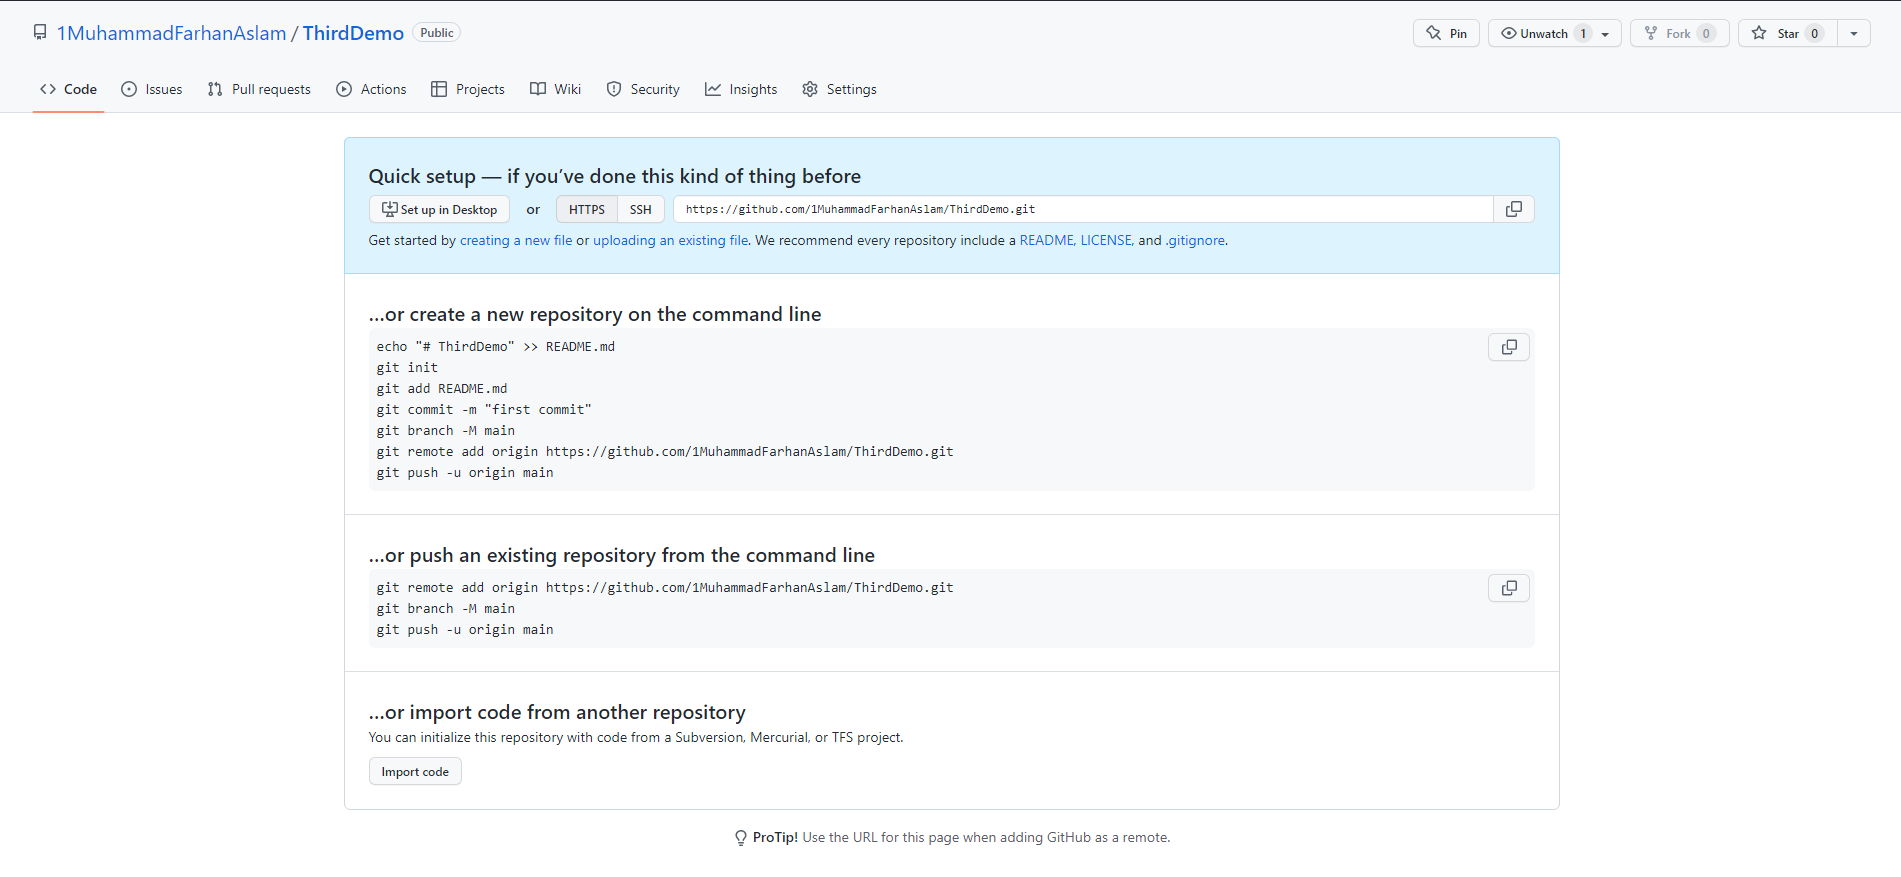 1MuhammadFarhanAslam / ThirdDemo Public Pin Unwatch 1 Fork 0 Star 0
Code Issues Pull requests Actions Projects Wiki Security Insights Settings
Quick setup — if you’ve done this kind of thing before
Set up in Desktop or HTTPS SSH https://github.com/1MuhammadFarhanAslam/ThirdDemo.git
Get started by creating a new file or uploading an existing file. We recommend every repository include a README, LICENSE, and .gitignore.
…or create a new repository on the command line
echo "# ThirdDemo" >> README.md
git init
git add README.md
git commit -m "first commit"
git branch -M main
git remote add origin https://github.com/1MuhammadFarhanAslam/ThirdDemo.git
git push -u origin main
…or push an existing repository from the command line
git remote add origin https://github.com/1MuhammadFarhanAslam/ThirdDemo.git
git branch -M main
git push -u origin main
…or import code from another repository
You can initialize this repository with code from a Subversion, Mercurial, or TFS project.
Import code
ProTip! Use the URL for this page when adding GitHub as a remote.